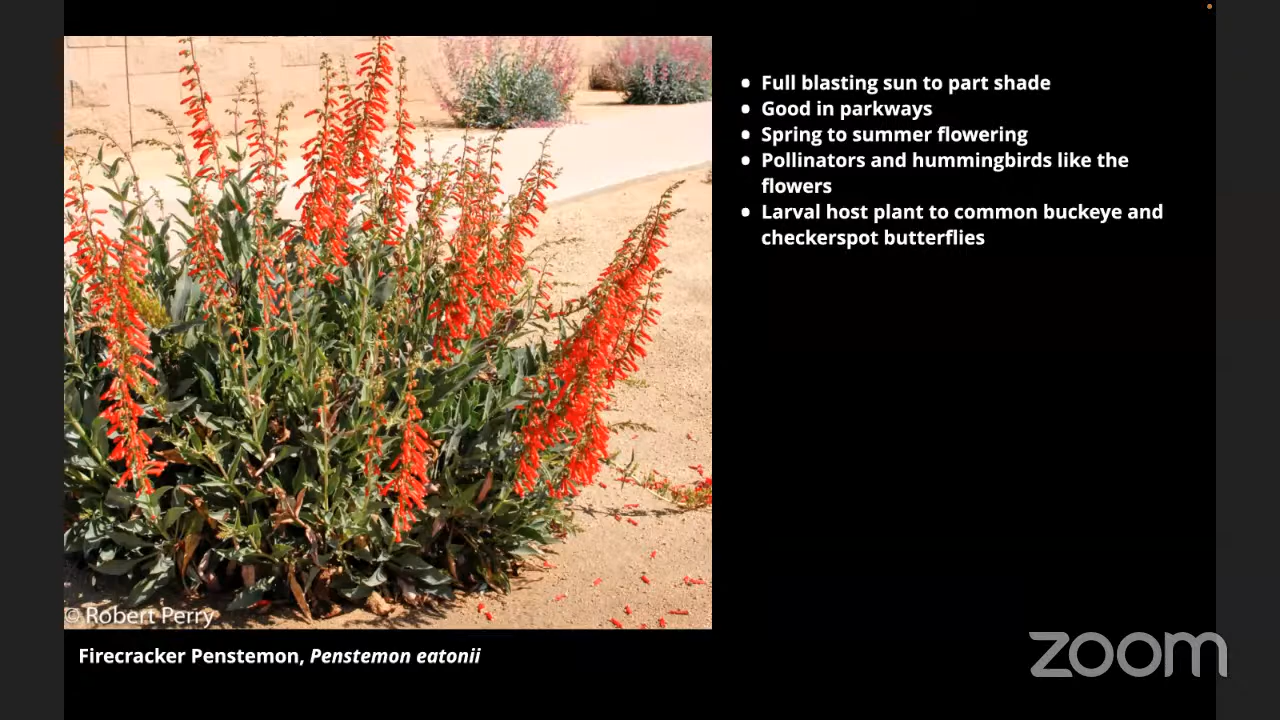 • Full blasting sun to part shade
• Good in parkways
• Spring to summer flowering
• Pollinators and hummingbirds like the
flowers
• Larval host plant to common buckeye and
checkerspot butterflies
© Robert Perry
Firecracker Penstemon, Penstemon eatonii
zoom